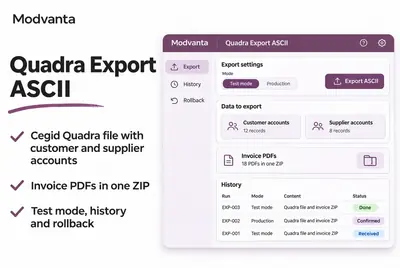 Modvanta
Quadra Export
ASCII
Cegid Quadra file with
customer and supplier
accounts
Invoice PDFs in one ZIP
Test mode, history
and rollback
Modvanta
Quadra Export ASCII
Export
History
Rollback
Export settings
Mode
Test mode
Production
Export ASCII
Data to export
Customer accounts
12 records
Supplier accounts
8 records
Invoice PDFs
18 PDFs in one ZIP
History
Run Mode Content Status
EXP-003 Test mode Quadra file and invoice ZIP Done
EXP-002 Production Quadra file and invoice ZIP Confirmed
EXP-001 Test mode Quadra file and invoice ZIP Received